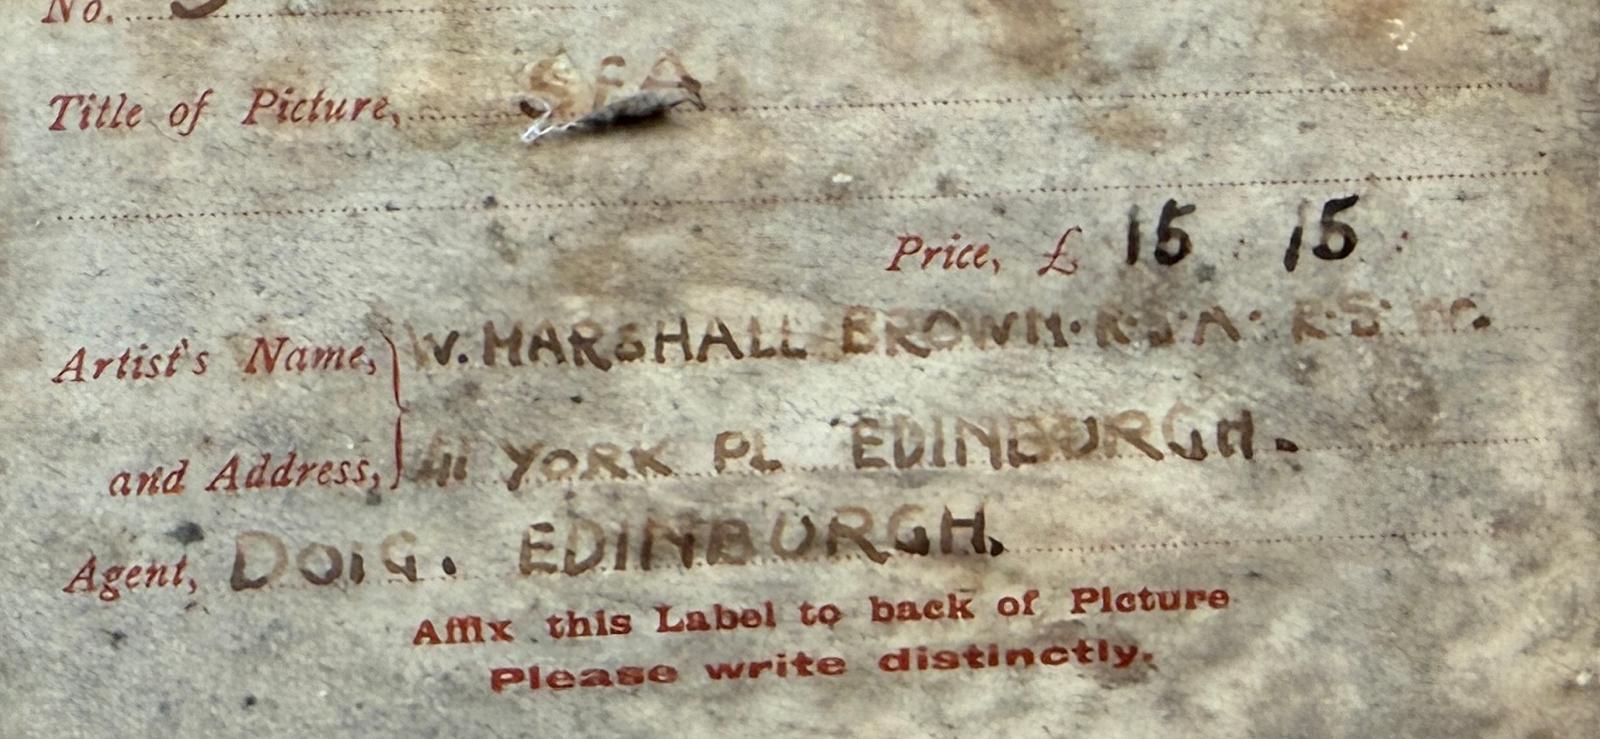 No.
Title of Picture, SEA
Price, £ 15 : 15 :
Artist's Name, W. MARSHALL BROWN. R.S.A. R.S.W.
and Address, YORK PL EDINBURGH.
Agent, DOIG. EDINBURGH.
Affix this Label to back of Picture
Please write distinctly.